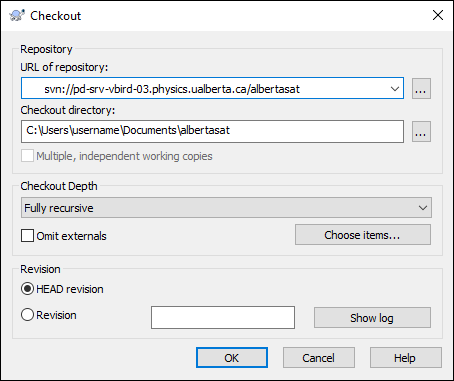 Checkout
Repository
URL of repository:
svn://pd-srv-vbird-03.physics.ualberta.ca/albertasat
...
Checkout directory:
C:\Users\username\Documents\albertasat
...
Multiple, independent working copies
Checkout Depth
Fully recursive
Omit externals
Choose items...
Revision
HEAD revision
Revision
Show log
OK
Cancel
Help